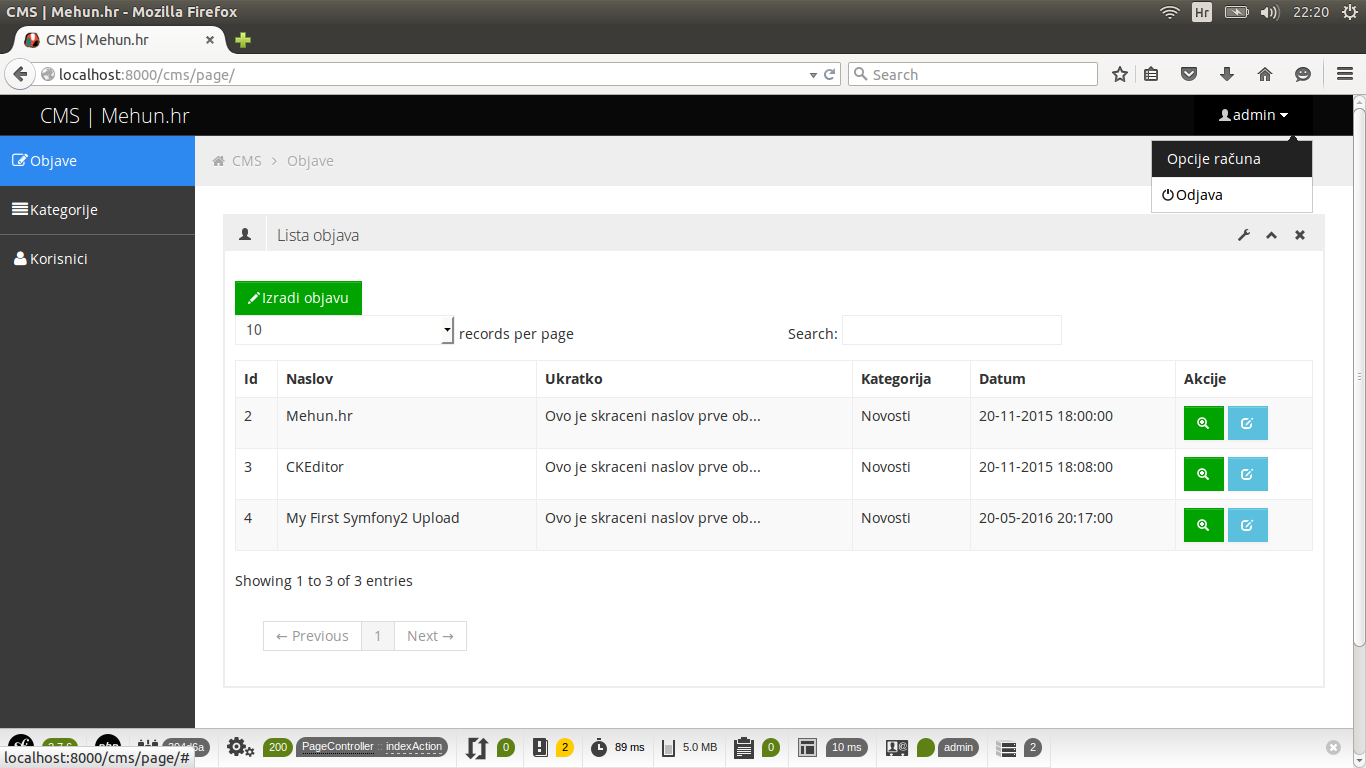 CMS | Mehun.hr - Mozilla Firefox
Hr
22:20
CMS | Mehun.hr
localhost:8000/cms/page/
Search
CMS | Mehun.hr
admin
Opcije računa
Odjava
Objave
Kategorije
Korisnici
CMS > Objave
Lista objava
Izradi objavu
10 records per page
Search:
Id Naslov Ukratko Kategorija Datum Akcije
2 Mehun.hr Ovo je skraceni naslov prve ob... Novosti 20-11-2015 18:00:00
3 CKEditor Ovo je skraceni naslov prve ob... Novosti 20-11-2015 18:08:00
4 My First Symfony2 Upload Ovo je skraceni naslov prve ob... Novosti 20-05-2016 20:17:00
Showing 1 to 3 of 3 entries
← Previous 1 Next →
200 PageController :: indexAction 0 2 89 ms 5.0 MB 0 10 ms admin 2
localhost:8000/cms/page/#